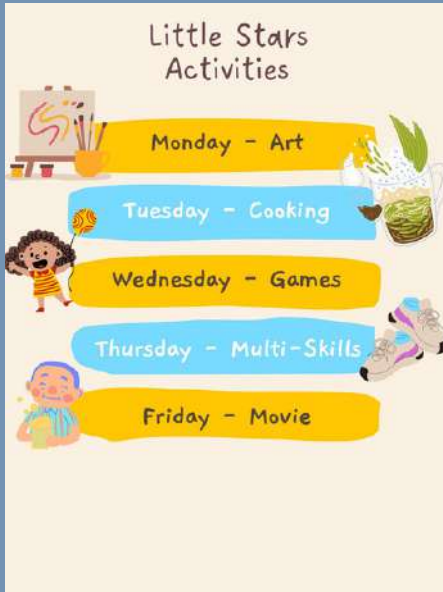 Little Stars
Activities
Monday - Art
Tuesday - Cooking
Wednesday - Games
Thursday - Multi-Skills
Friday - Movie